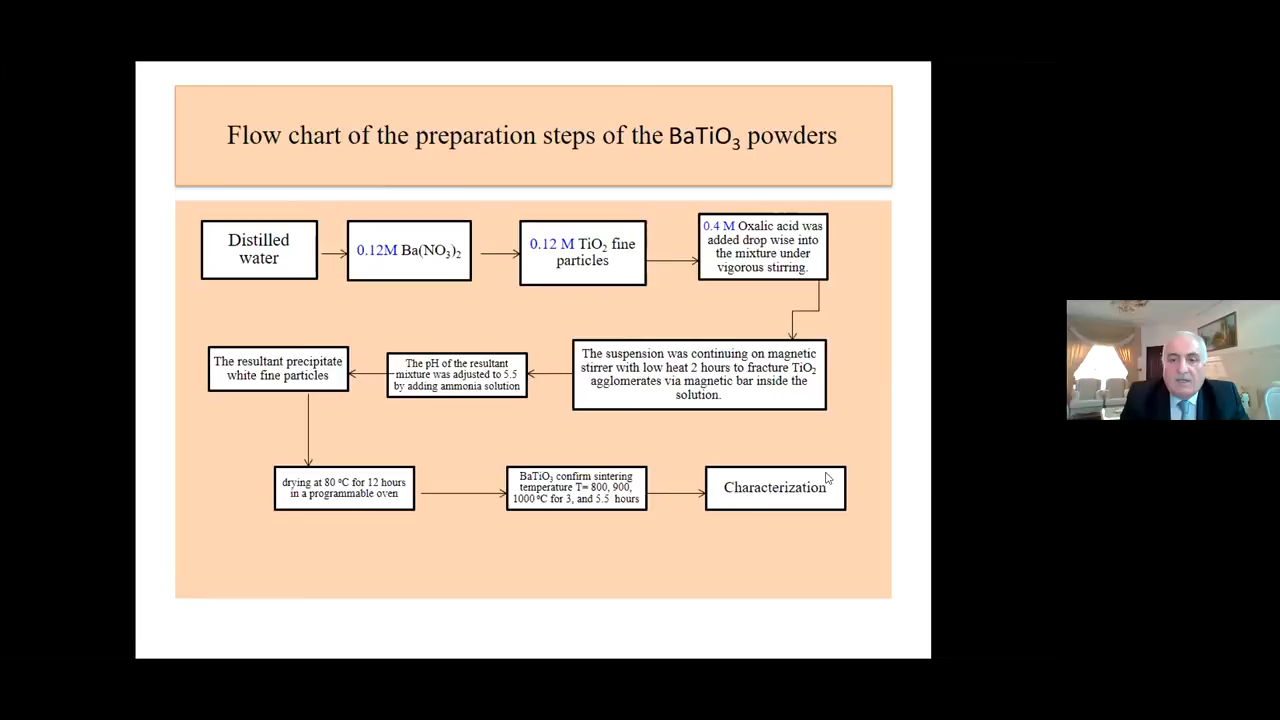 Flow chart of the preparation steps of the BaTiO3 powders
Distilled
water
0.12M Ba(NO3)2
0.12 M TiO2 fine
particles
0.4 M Oxalic acid was
added drop wise into
the mixture under
vigorous stirring.
The suspension was continuing on magnetic
stirrer with low heat 2 hours to fracture TiO2
agglomerates via magnetic bar inside the
solution.
The pH of the resultant
mixture was adjusted to 5.5
by adding ammonia solution
The resultant precipitate
white fine particles
drying at 80 °C for 12 hours
in a programmable oven
BaTiO3 confirm sintering
temperature T= 800, 900,
1000 °C for 3, and 5.5 hours
Characterization